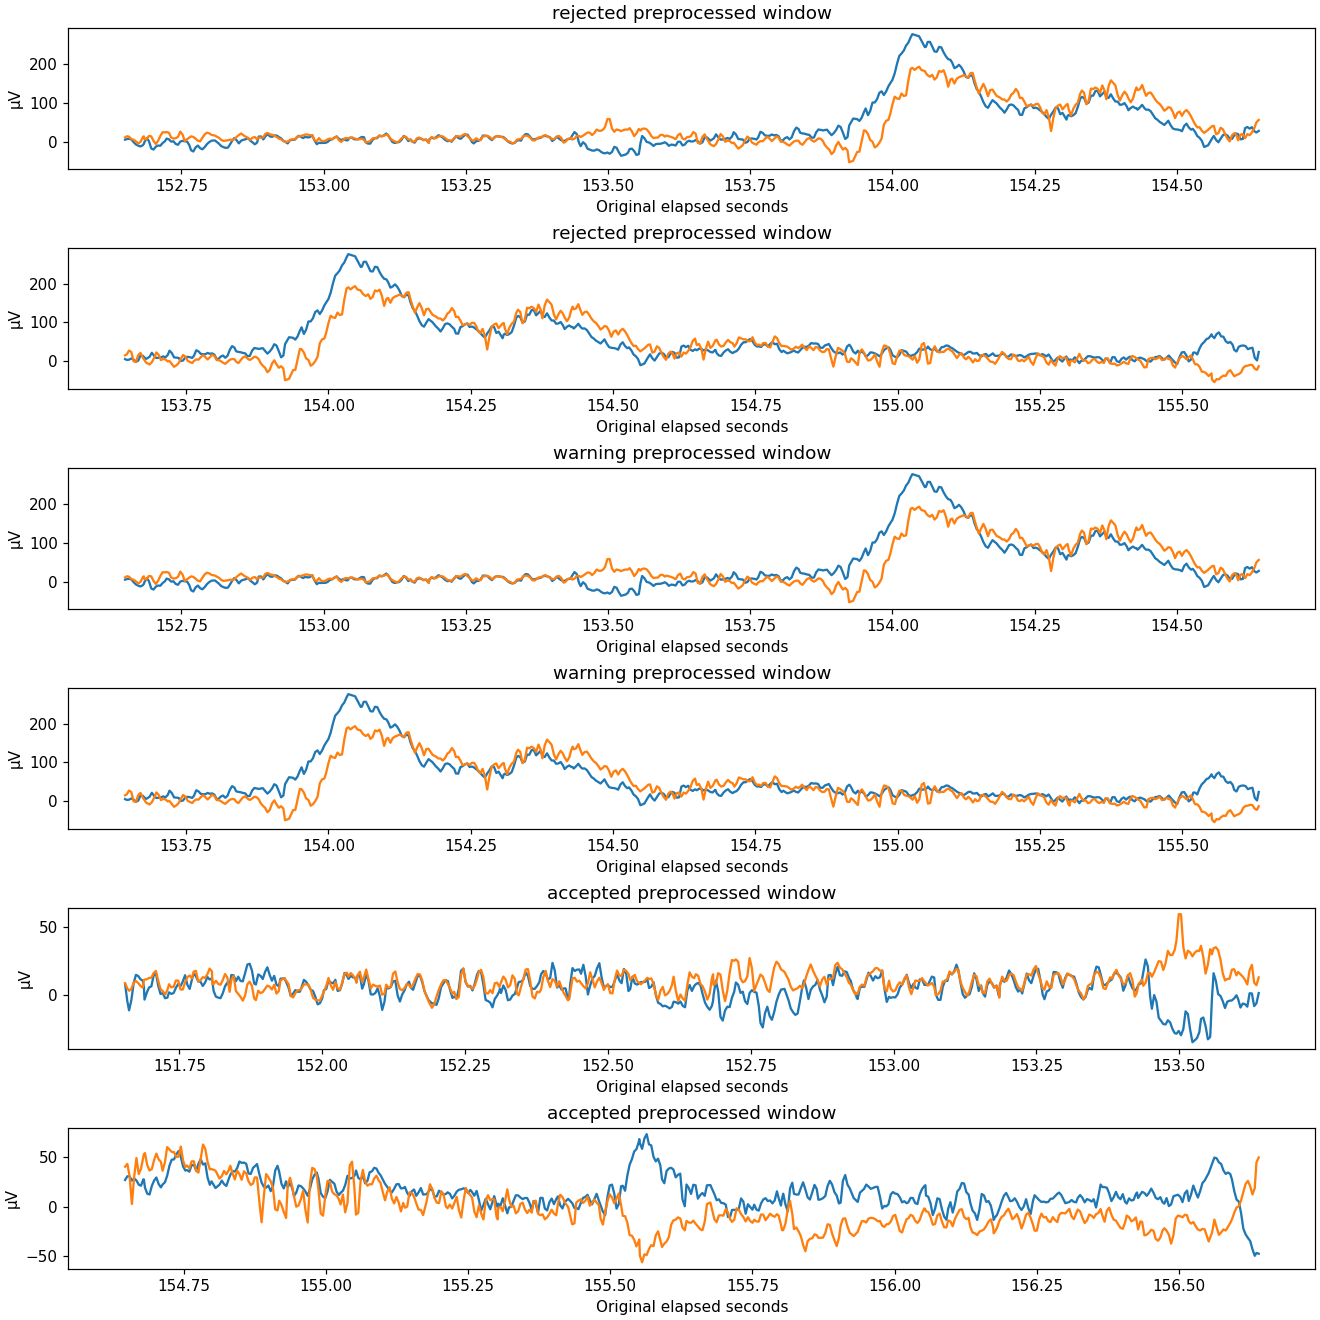 rejected preprocessed window
200
100
0
µV
152.75 153.00 153.25 153.50 153.75 154.00 154.25 154.50
Original elapsed seconds
rejected preprocessed window
200
100
0
µV
153.75 154.00 154.25 154.50 154.75 155.00 155.25 155.50
Original elapsed seconds
warning preprocessed window
200
100
0
µV
152.75 153.00 153.25 153.50 153.75 154.00 154.25 154.50
Original elapsed seconds
warning preprocessed window
200
100
0
µV
153.75 154.00 154.25 154.50 154.75 155.00 155.25 155.50
Original elapsed seconds
accepted preprocessed window
50
0
µV
151.75 152.00 152.25 152.50 152.75 153.00 153.25 153.50
Original elapsed seconds
accepted preprocessed window
50
0
−50
µV
154.75 155.00 155.25 155.50 155.75 156.00 156.25 156.50
Original elapsed seconds